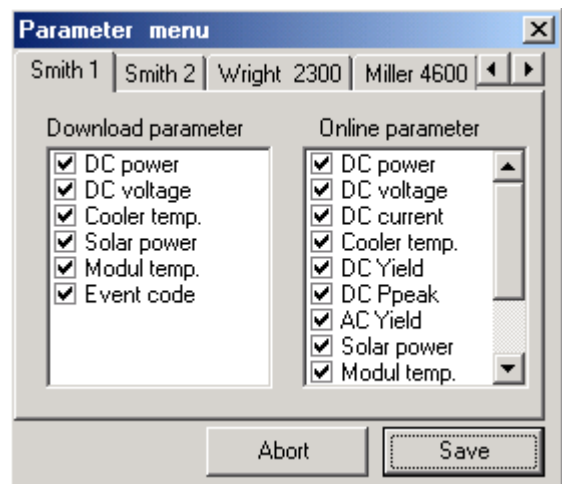 Parameter menu
Smith 1 Smith 2 Wright 2300 Miller 4600
Download parameter
DC power
DC voltage
Cooler temp.
Solar power
Modul temp.
Event code
Online parameter
DC power
DC voltage
DC current
Cooler temp.
DC Yield
DC Ppeak
AC Yield
Solar power
Modul temp.
Abort Save